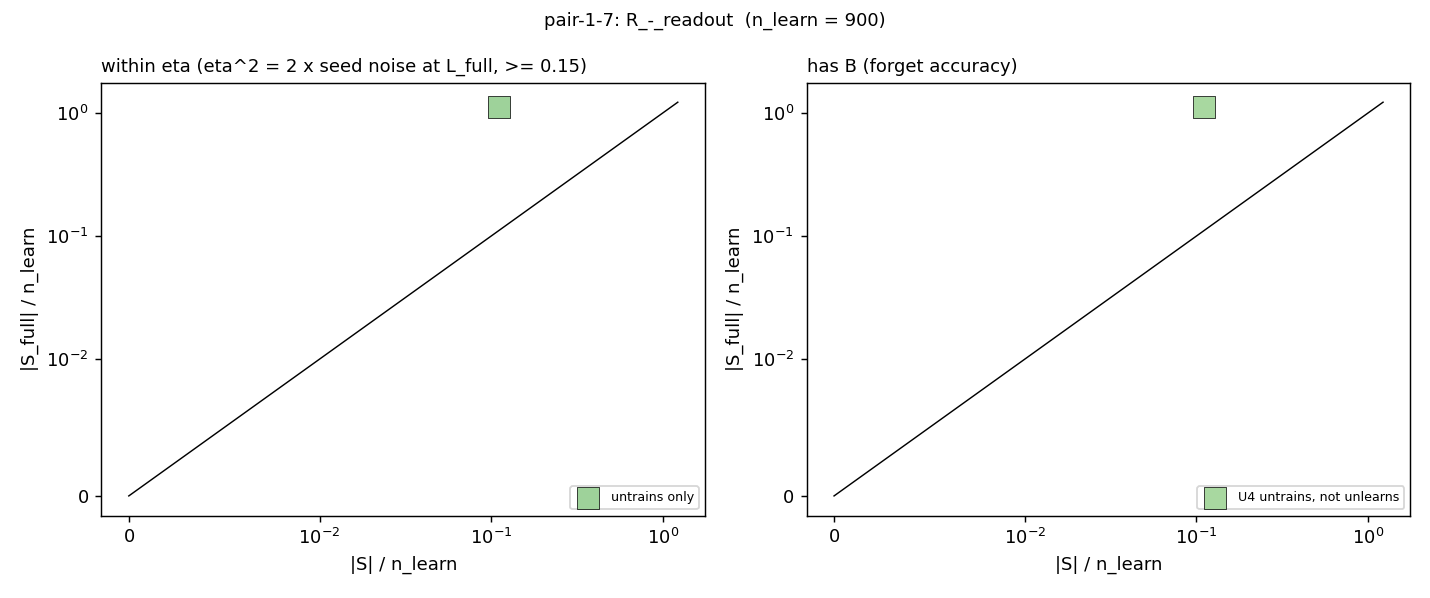 pair-1-7: R_-_readout  (n_learn = 900)
within eta (eta^2 = 2 x seed noise at L_full, >= 0.15)
|S_full| / n_learn
10^0
10^-1
10^-2
0
0
10^-2
10^-1
10^0
|S| / n_learn
untrains only
has B (forget accuracy)
|S_full| / n_learn
10^0
10^-1
10^-2
0
0
10^-2
10^-1
10^0
|S| / n_learn
U4 untrains, not unlearns